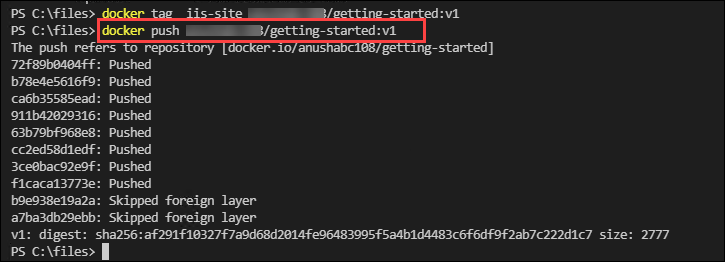 PS C:\files> docker tag iis-site 8/getting-started:v1
PS C:\files> docker push 8/getting-started:v1
The push refers to repository [docker.io/anushabc108/getting-started]
72f89b0404ff: Pushed
b78e4e5616f9: Pushed
ca6b35585ead: Pushed
911b42029316: Pushed
63b79bf968e8: Pushed
cc2ed58d1edf: Pushed
3ce0bac92e9f: Pushed
f1caca13773e: Pushed
b9e938e19a2a: Skipped foreign layer
a7ba3db29ebb: Skipped foreign layer
v1: digest: sha256:af291f10327f7a9d68d2014fe96483995f5a4b1d4483c6f6df9f2ab7c222d1c7 size: 2777
PS C:\files>